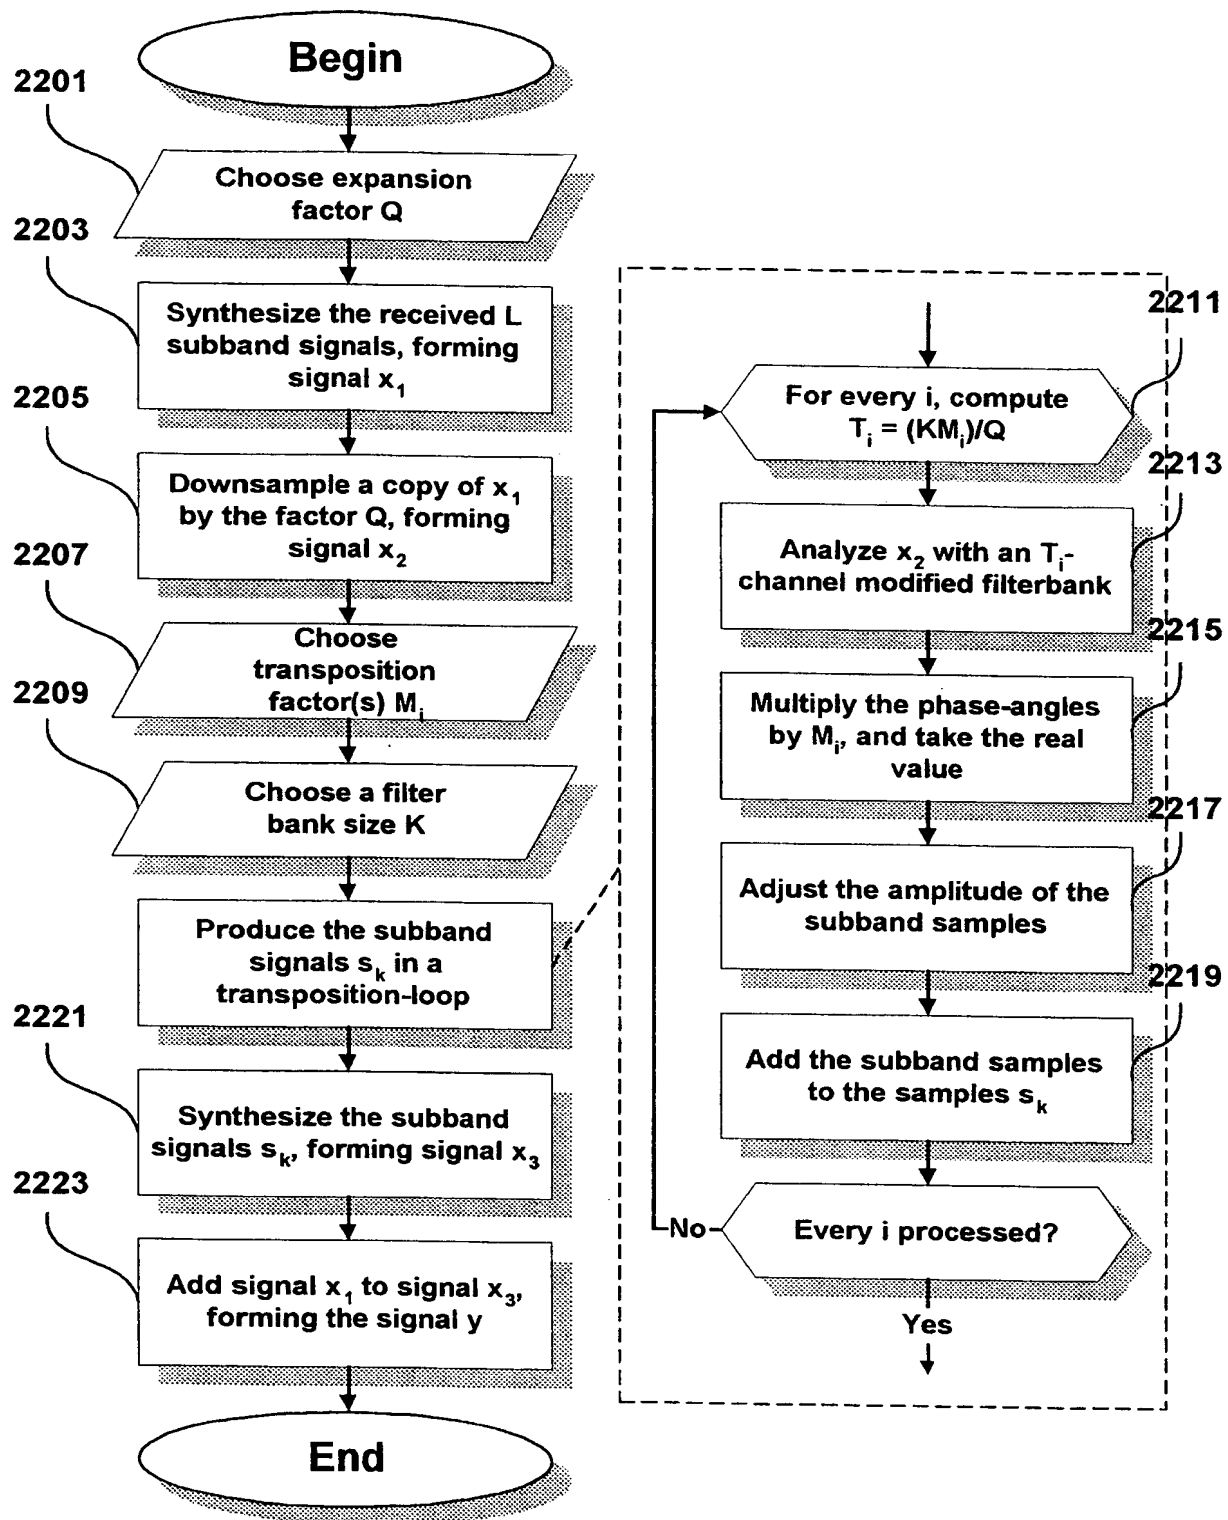 Begin
2201
Choose expansion
factor Q
2203
Synthesize the received L
subband signals, forming
signal x₁
2205
Downsample a copy of x₁
by the factor Q, forming
signal x₂
2207
Choose
transposition
factor(s) Mᵢ
2209
Choose a filter
bank size K
Produce the subband
signals sₖ in a
transposition-loop
2221
Synthesize the subband
signals sₖ, forming signal x₃
2223
Add signal x₁ to signal x₃,
forming the signal y
End
2211
For every i, compute
Tᵢ = (KMᵢ)/Q
2213
Analyze x₂ with an Tᵢ-
channel modified filterbank
2215
Multiply the phase-angles
by Mᵢ, and take the real
value
2217
Adjust the amplitude of the
subband samples
2219
Add the subband samples
to the samples sₖ
Every i processed?
No
Yes